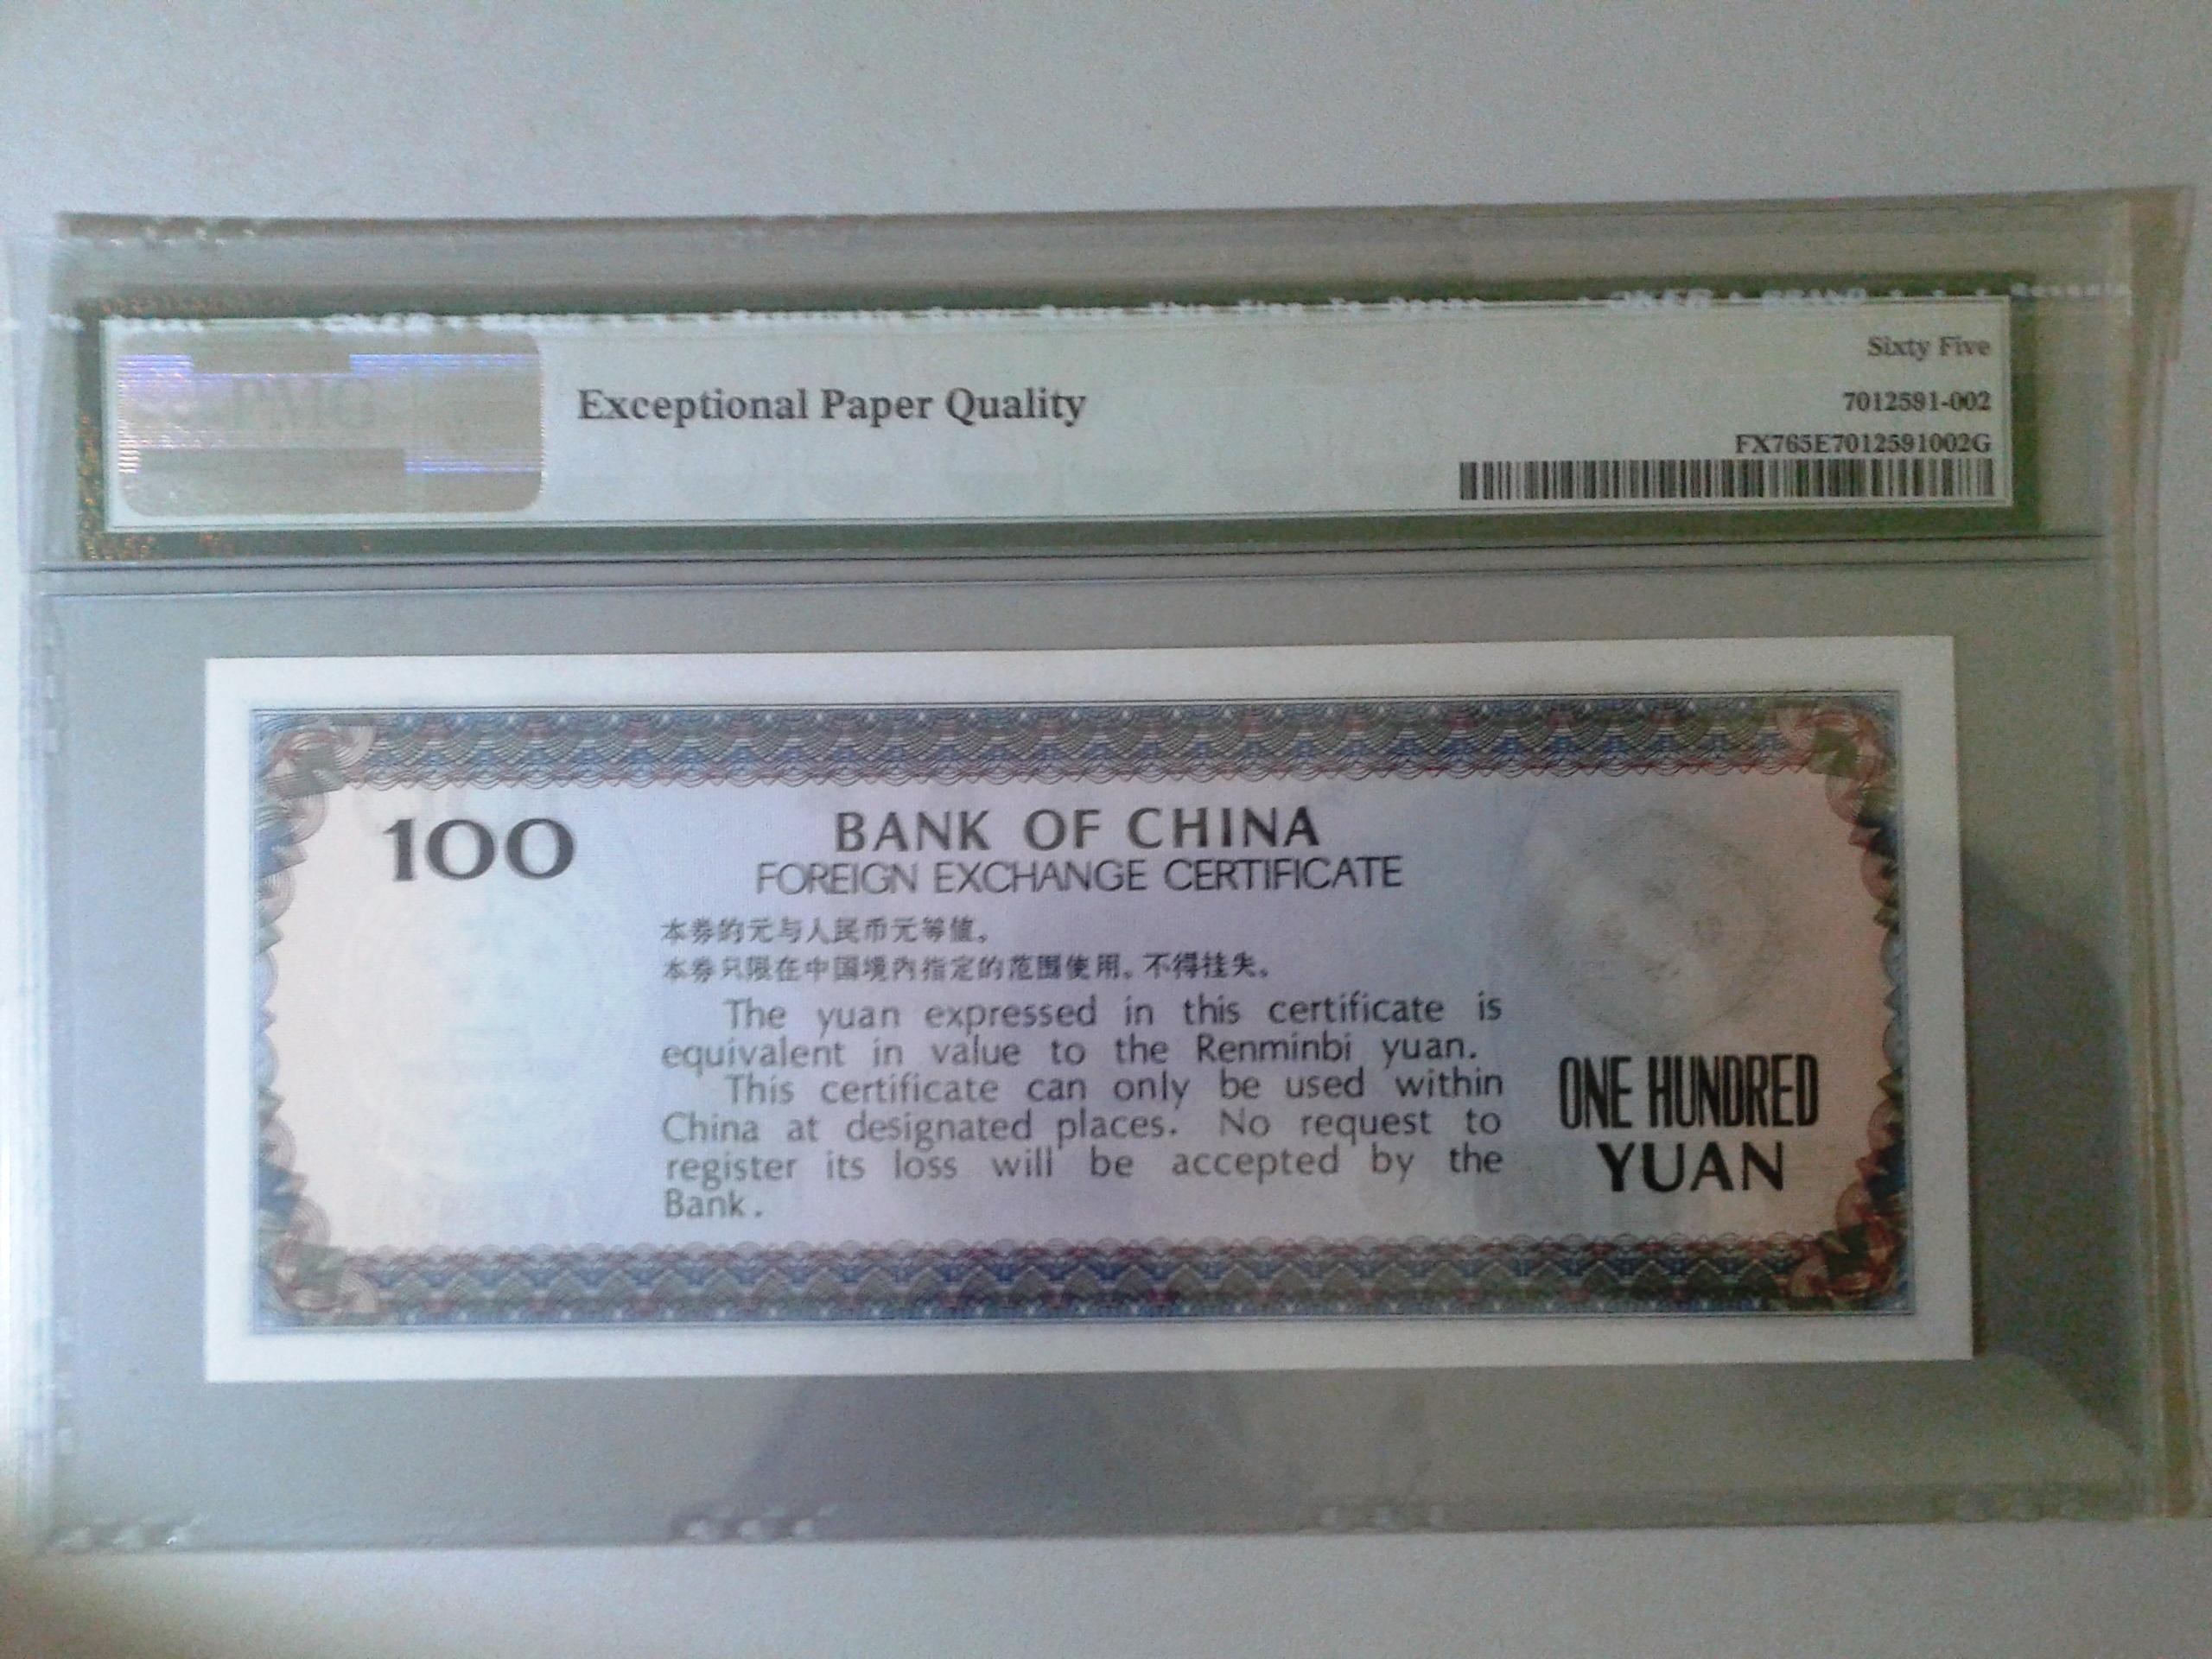 PMG
Exceptional Paper Quality
Sixty Five
7012591-002
FX765E7012591002G
100
BANK OF CHINA
FOREIGN EXCHANGE CERTIFICATE
本券的元与人民币元等值。
本券只限在中国境内指定的范围使用。不得挂失。
The yuan expressed in this certificate is
equivalent in value to the Renminbi yuan.
This certificate can only be used within
China at designated places. No request to
register its loss will be accepted by the
Bank.
ONE HUNDRED
YUAN